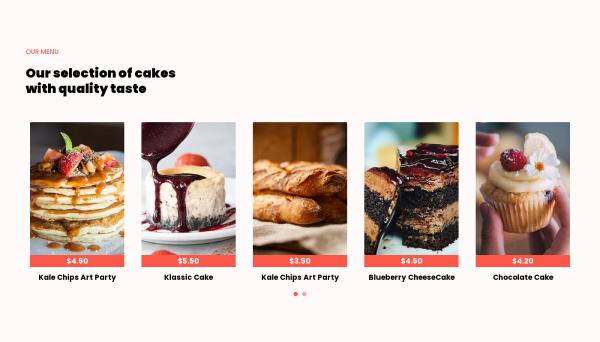 OUR MENU
Our selection of cakes
with quality taste
$4.50
$5.50
$3.50
$4.50
$4.20
Kale Chips Art Party
Klassic Cake
Kale Chips Art Party
Blueberry CheeseCake
Chocolate Cake